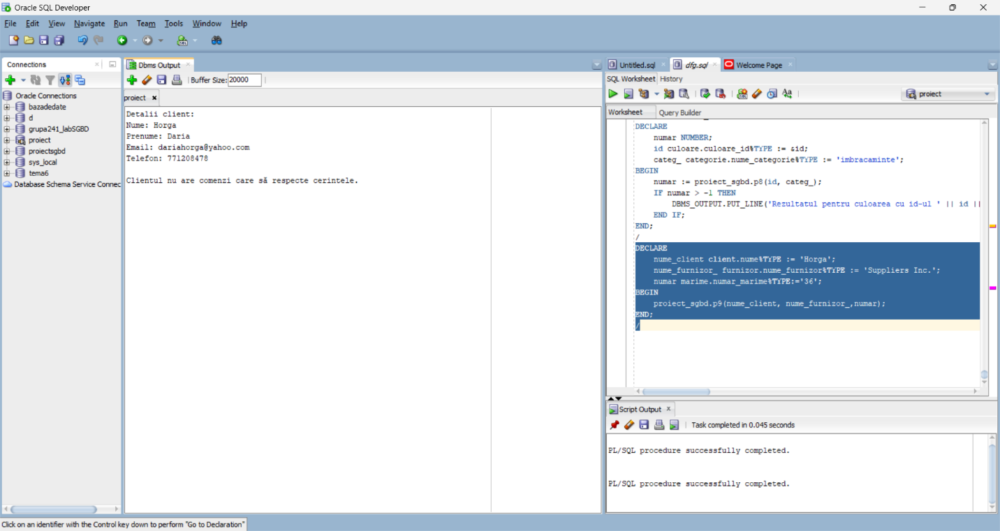 Oracle SQL Developer
File Edit View Navigate Run Team Tools Window Help
Connections
Oracle Connections
bazadedate
d
grupa241_labSGBD
proiect
proiectsgbd
sys_local
tema6
Database Schema Service Connec
Dbms Output
Buffer Size: 20000
proiect
Detalii client:
Nume: Horga
Prenume: Daria
Email: dariahorga@yahoo.com
Telefon: 771208478
Clientul nu are comenzi care să respecte cerintele.
Untitled.sql dfg.sql Welcome Page
SQL Worksheet History
proiect
Worksheet Query Builder
DECLARE
numar NUMBER;
id culoare.culoare_id%TYPE := &id;
categ_ categorie.nume_categorie%TYPE := 'imbracaminte';
BEGIN
numar := proiect_sgbd.p8(id, categ_);
IF numar > -1 THEN
DBMS_OUTPUT.PUT_LINE('Rezultatul pentru culoarea cu id-ul ' || id ||
END IF;
END;
/
DECLARE
nume_client client.nume%TYPE := 'Horga';
nume_furnizor_ furnizor.nume_furnizor%TYPE := 'Suppliers Inc.';
numar marime.numar_marime%TYPE:='36';
BEGIN
proiect_sgbd.p9(nume_client, nume_furnizor_,numar);
END;
/
Script Output
Task completed in 0.045 seconds
PL/SQL procedure successfully completed.
PL/SQL procedure successfully completed.
Click on an identifier with the Control key down to perform "Go to Declaration"